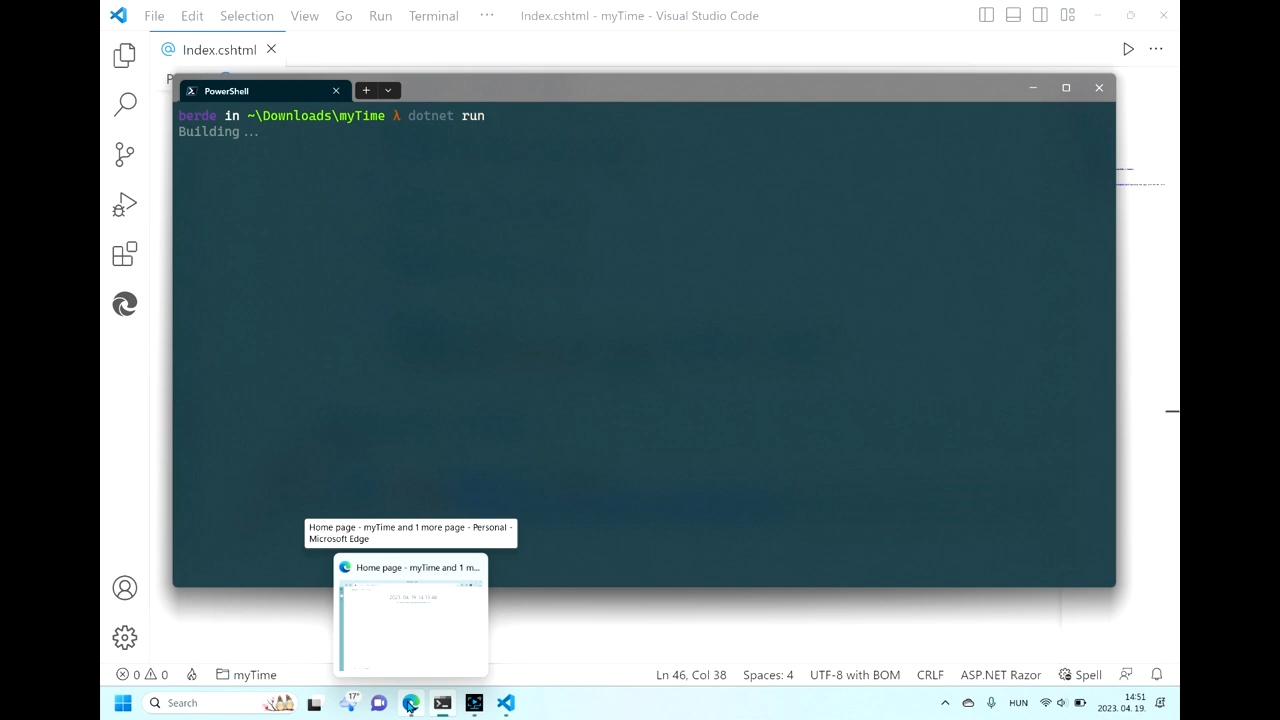 File Edit Selection View Go Run Terminal ··· Index.cshtml - myTime - Visual Studio Code
Index.cshtml
PowerShell
berde in ~\Downloads\myTime λ dotnet run
Building...
Home page - myTime and 1 more page - Personal -
Microsoft Edge
Home page - myTime and 1 m...
0 0 myTime Ln 46, Col 38 Spaces: 4 UTF-8 with BOM CRLF ASP.NET Razor Spell
Search 17° HUN 14:51
2023. 04. 19.